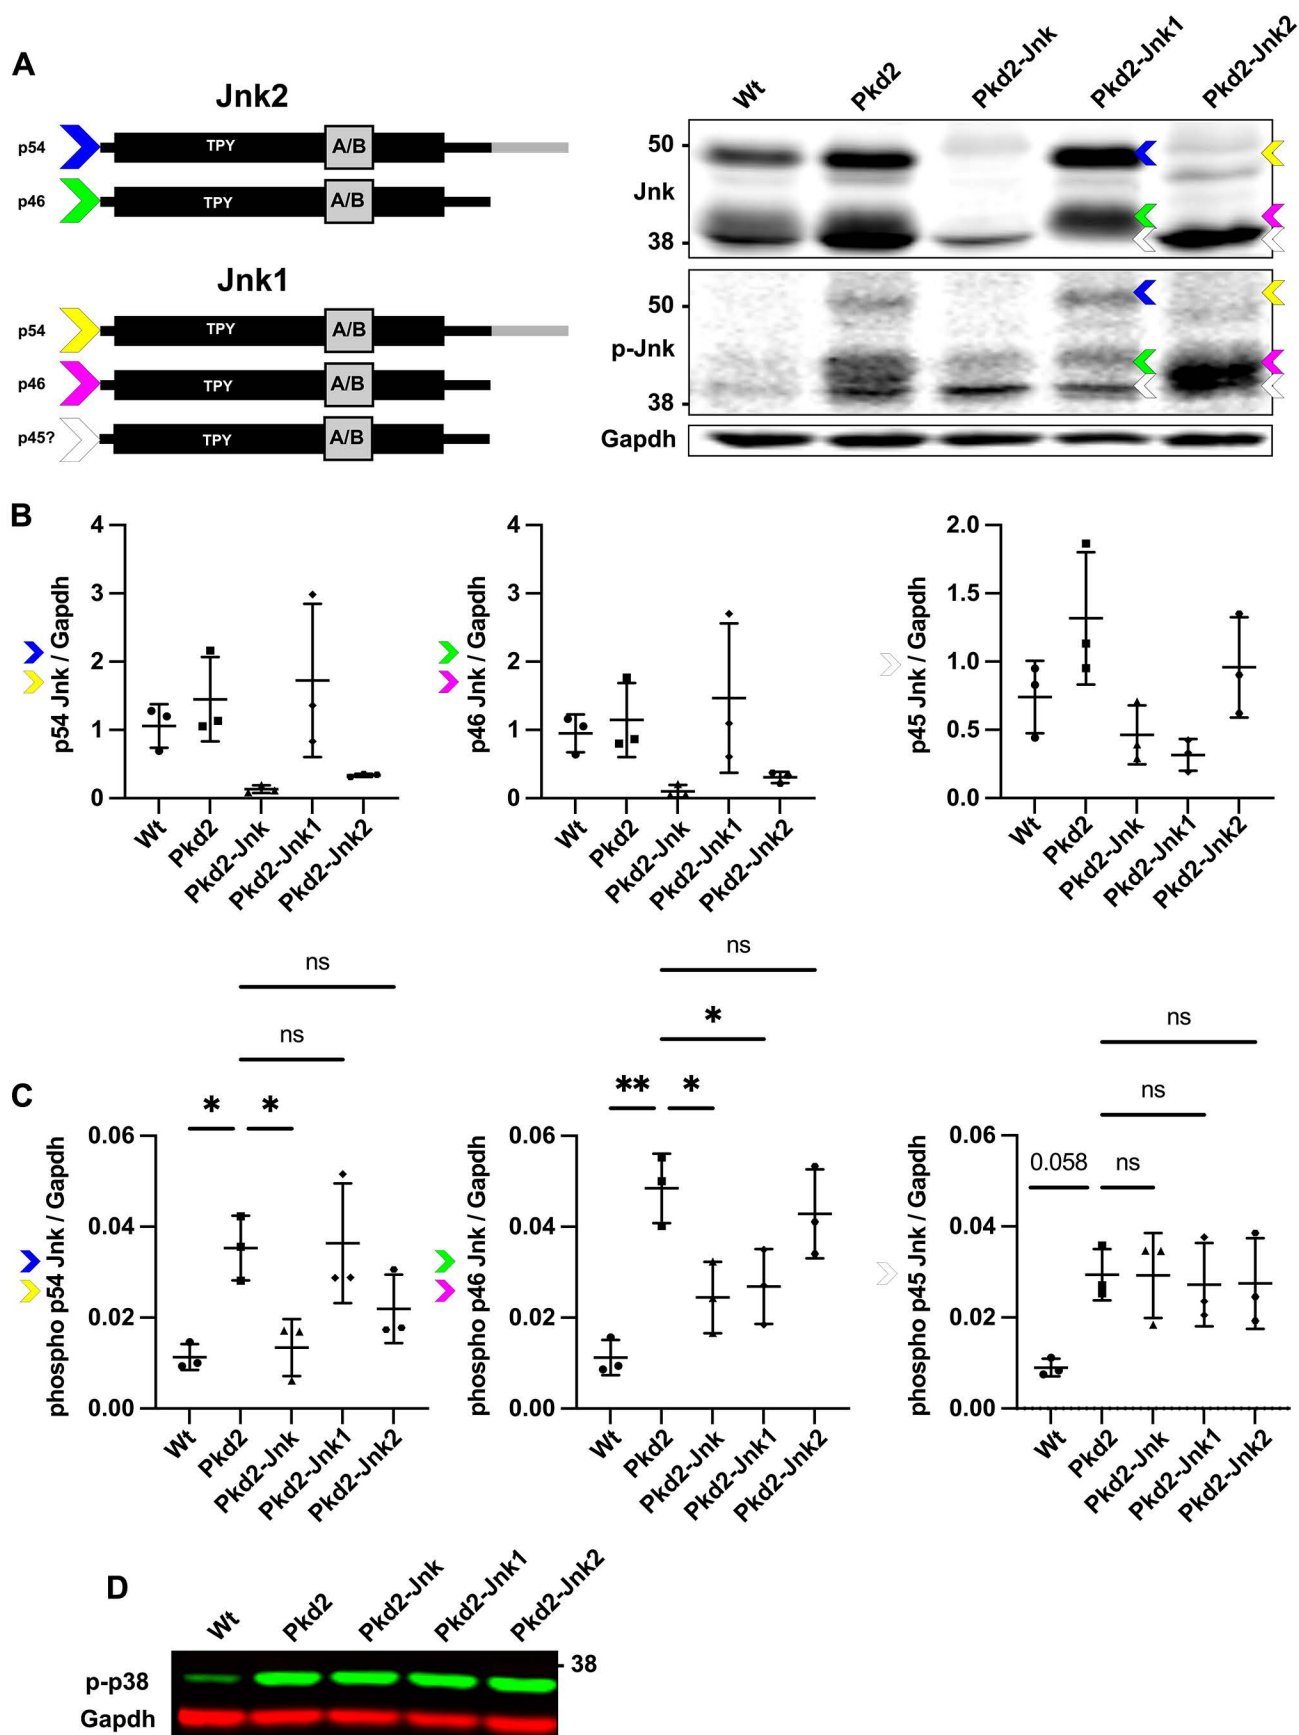 A
Jnk2
p54 TPY A/B
p46 TPY A/B
Jnk1
p54 TPY A/B
p46 TPY A/B
p45? TPY A/B
Wt Pkd2 Pkd2-Jnk Pkd2-Jnk1 Pkd2-Jnk2
50
Jnk
38
50
p-Jnk
38
Gapdh
B
p54 Jnk / Gapdh
4
3
2
1
0
Wt Pkd2 Pkd2-Jnk Pkd2-Jnk1 Pkd2-Jnk2
p46 Jnk / Gapdh
4
3
2
1
0
Wt Pkd2 Pkd2-Jnk Pkd2-Jnk1 Pkd2-Jnk2
p45 Jnk / Gapdh
2.0
1.5
1.0
0.5
0.0
Wt Pkd2 Pkd2-Jnk Pkd2-Jnk1 Pkd2-Jnk2
C
ns
ns
* *
phospho p54 Jnk / Gapdh
0.06
0.04
0.02
0.00
Wt Pkd2 Pkd2-Jnk Pkd2-Jnk1 Pkd2-Jnk2
ns
*
** *
phospho p46 Jnk / Gapdh
0.06
0.04
0.02
0.00
Wt Pkd2 Pkd2-Jnk Pkd2-Jnk1 Pkd2-Jnk2
ns
ns
0.058 ns
phospho p45 Jnk / Gapdh
0.06
0.04
0.02
0.00
Wt Pkd2 Pkd2-Jnk Pkd2-Jnk1 Pkd2-Jnk2
D
Wt Pkd2 Pkd2-Jnk Pkd2-Jnk1 Pkd2-Jnk2
38
p-p38
Gapdh